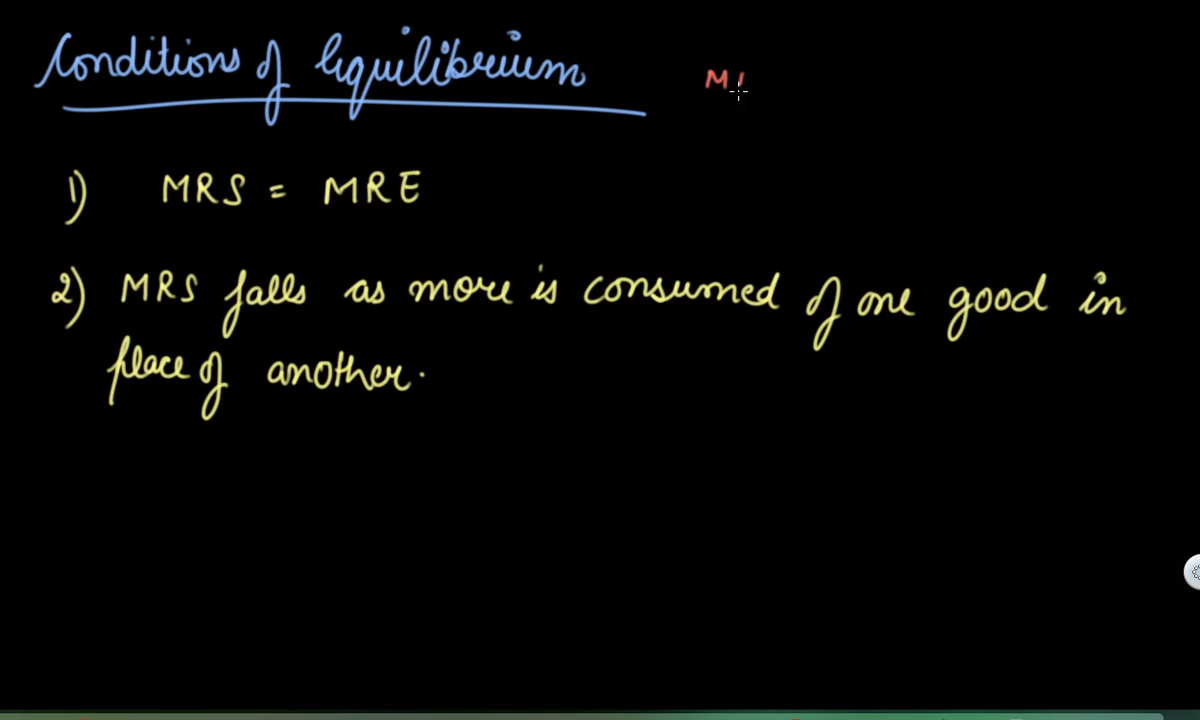 Conditions of Equilibrium
M
1) MRS = MRE
2) MRS falls as more is consumed of one good in
place of another.